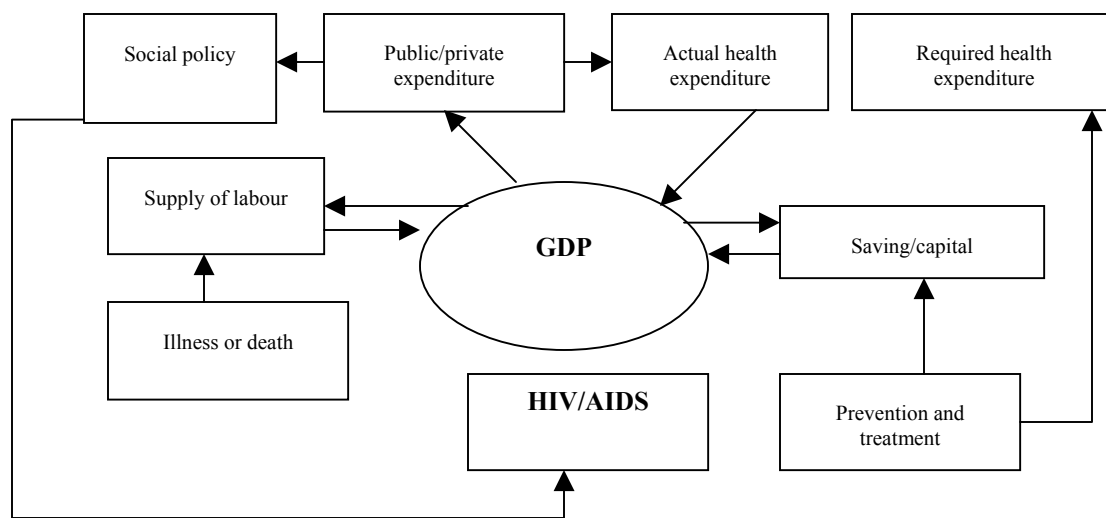 Social policy
Public/private
expenditure
Actual health
expenditure
Required health
expenditure
Supply of labour
GDP
Saving/capital
Illness or death
HIV/AIDS
Prevention and
treatment